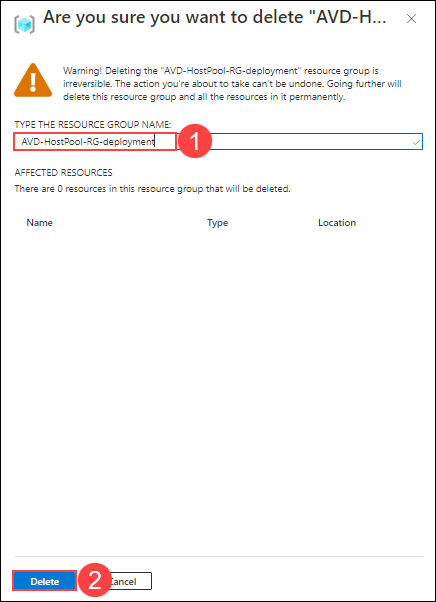 Are you sure you want to delete "AVD-H...
Warning! Deleting the "AVD-HostPool-RG-deployment" resource group is
irreversible. The action you're about to take can't be undone. Going further will
delete this resource group and all the resources in it permanently.
TYPE THE RESOURCE GROUP NAME:
AVD-HostPool-RG-deployment
1
AFFECTED RESOURCES
There are 0 resources in this resource group that will be deleted.
Name Type Location
Delete 2 Cancel